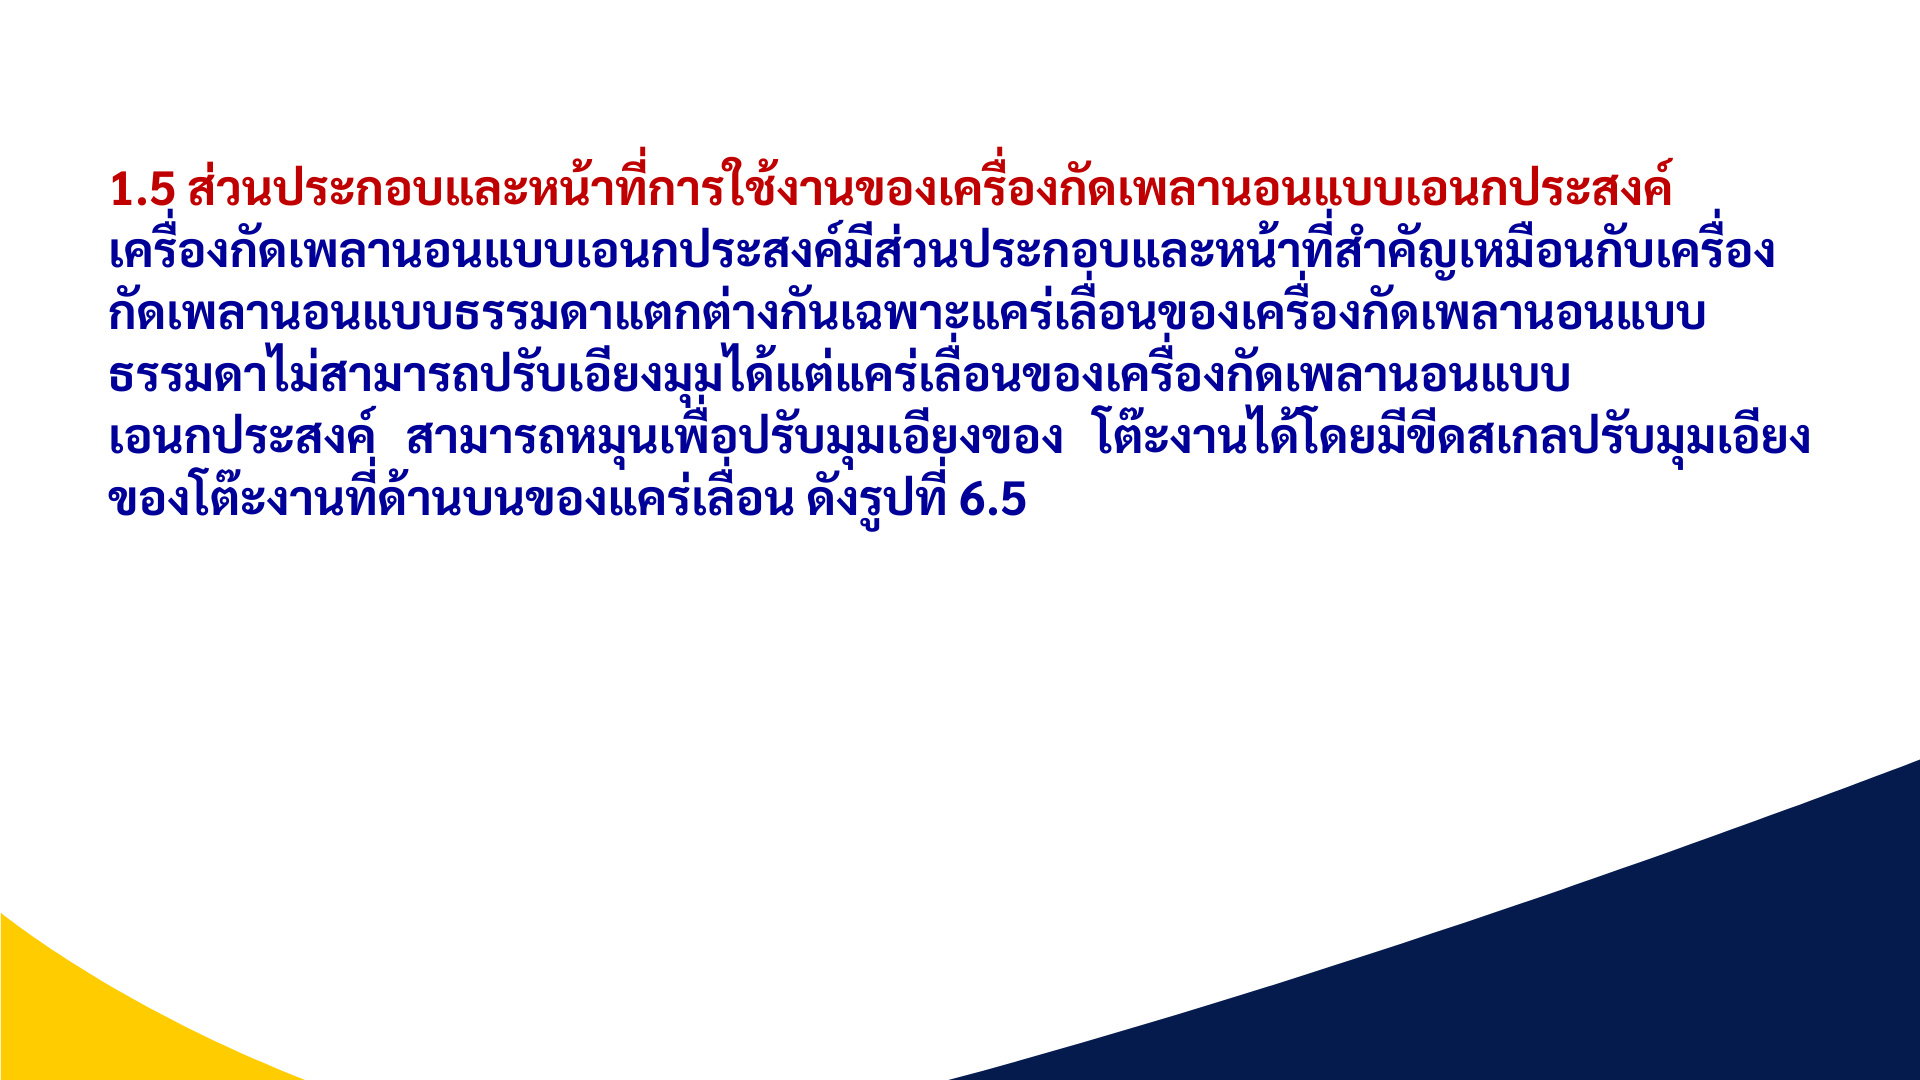 1.5 ส่วนประกอบและหน้าที่การใช้งานของเครื่องกัดเพลานอนแบบเอนกประสงค์
เครื่องกัดเพลานอนแบบเอนกประสงค์มีส่วนประกอบและหน้าที่สำคัญเหมือนกับเครื่อง
กัดเพลานอนแบบธรรมดาแตกต่างกันเฉพาะแคร่เลื่อนของเครื่องกัดเพลานอนแบบ
ธรรมดาไม่สามารถปรับเอียงมุมได้แต่แคร่เลื่อนของเครื่องกัดเพลานอนแบบ
เอนกประสงค์ สามารถหมุนเพื่อปรับมุมเอียงของ โต๊ะงานได้โดยมีขีดสเกลปรับมุมเอียง
ของโต๊ะงานที่ด้านบนของแคร่เลื่อน ดังรูปที่ 6.5